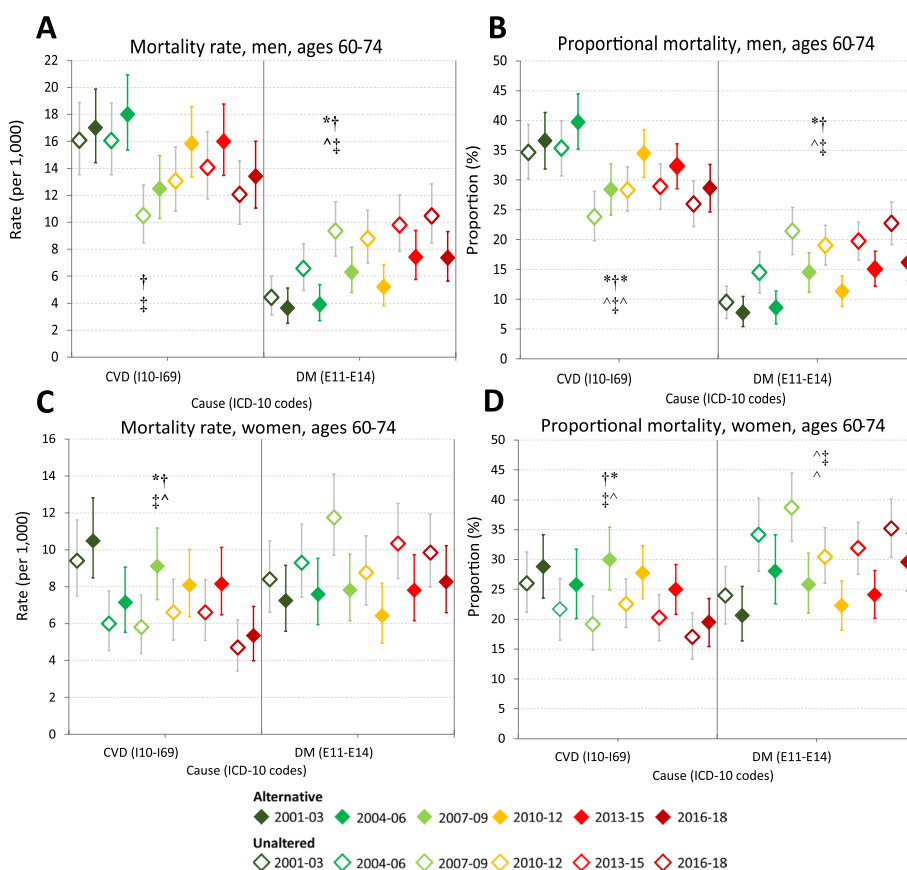 A
Mortality rate, men, ages 60-74
22
20
18
16
14
12
10
8
6
4
2
0
Rate (per 1,000)
*†
^‡
†
‡
CVD (I10-I69)
DM (E11-E14)
Cause (ICD-10 codes)
B
Proportional mortality, men, ages 60-74
50
45
40
35
30
25
20
15
10
5
0
Proportion (%)
*†
^‡
*†*
^‡^
CVD (I10-I69)
DM (E11-E14)
Cause (ICD-10 codes)
C
Mortality rate, women, ages 60-74
16
14
12
10
8
6
4
2
0
Rate (per 1,000)
*†
‡^
CVD (I10-I69)
DM (E11-E14)
Cause (ICD-10 codes)
D
Proportional mortality, women, ages 60-74
50
45
40
35
30
25
20
15
10
5
0
Proportion (%)
†*
‡^
^‡
^
CVD (I10-I69)
DM (E11-E14)
Cause (ICD-10 codes)
Alternative
2001-03 2004-06 2007-09 2010-12 2013-15 2016-18
Unaltered
2001-03 2004-06 2007-09 2010-12 2013-15 2016-18